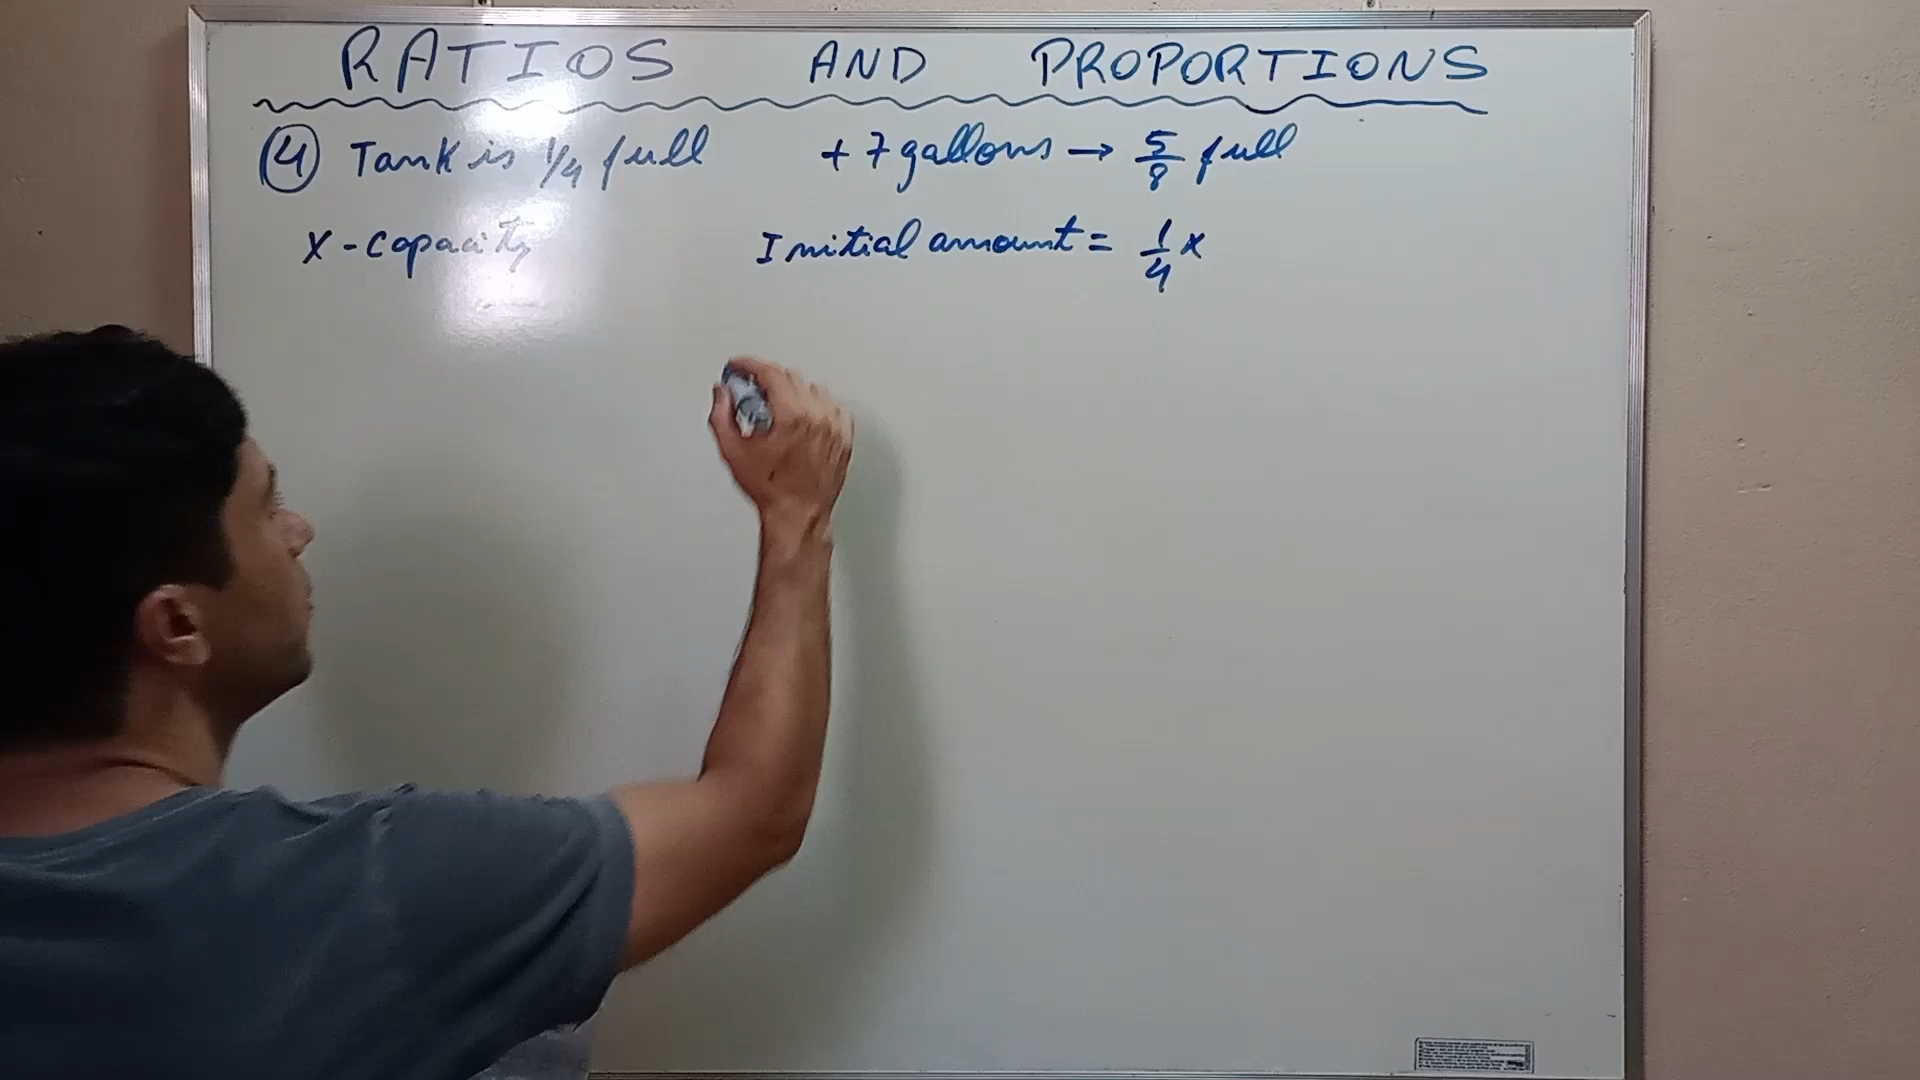 RATIOS AND PROPORTIONS
④ Tank is 1/4 full +7 gallons → 5/8 full
x - capacity Initial amount = 1/4 x